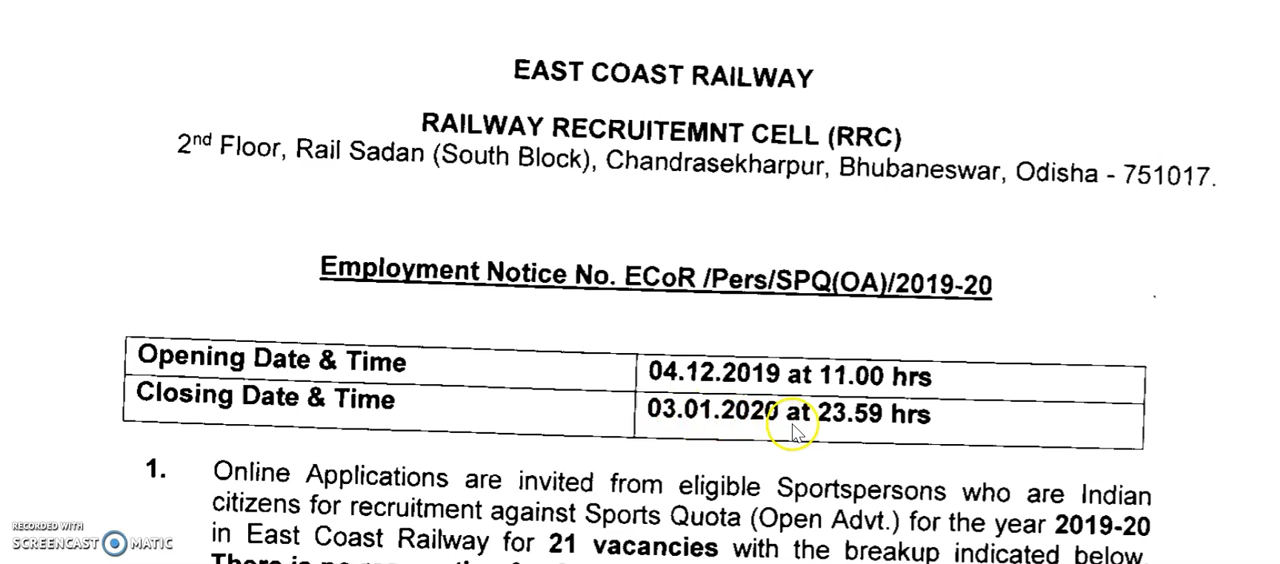 EAST COAST RAILWAY
RAILWAY RECRUITEMNT CELL (RRC)
2nd Floor, Rail Sadan (South Block), Chandrasekharpur, Bhubaneswar, Odisha - 751017.
Employment Notice No. ECoR /Pers/SPQ(OA)/2019-20
Opening Date & Time 04.12.2019 at 11.00 hrs
Closing Date & Time 03.01.2020 at 23.59 hrs
1. Online Applications are invited from eligible Sportspersons who are Indian
citizens for recruitment against Sports Quota (Open Advt.) for the year 2019-20
in East Coast Railway for 21 vacancies with the breakup indicated below.
There is no
RECORDED WITH
SCREENCAST MATIC